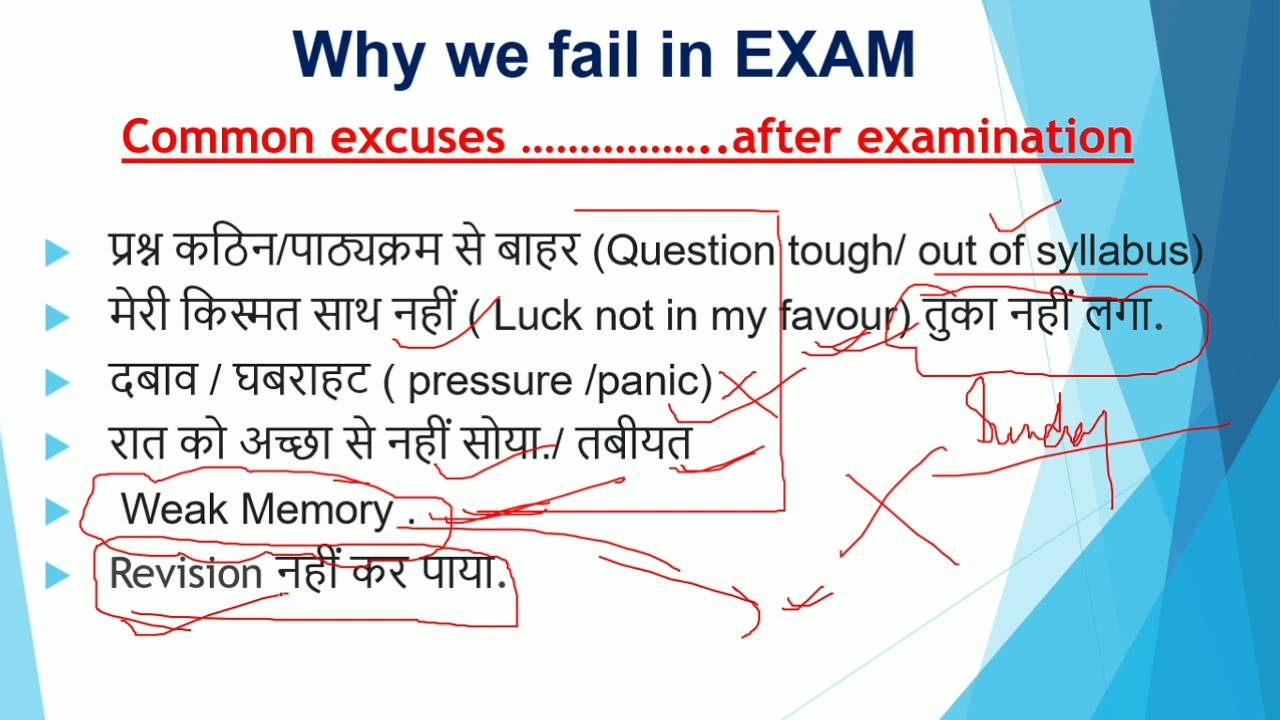 Why we fail in EXAM
Common excuses ……………..after examination
प्रश्न कठिन/पाठ्यक्रम से बाहर (Question tough/ out of syllabus)
मेरी किस्मत साथ नहीं ( Luck not in my favour) तुका नहीं लगा.
दबाव / घबराहट ( pressure /panic)
रात को अच्छा से नहीं सोया./ तबीयत
Weak Memory .
Revision नहीं कर पाया.